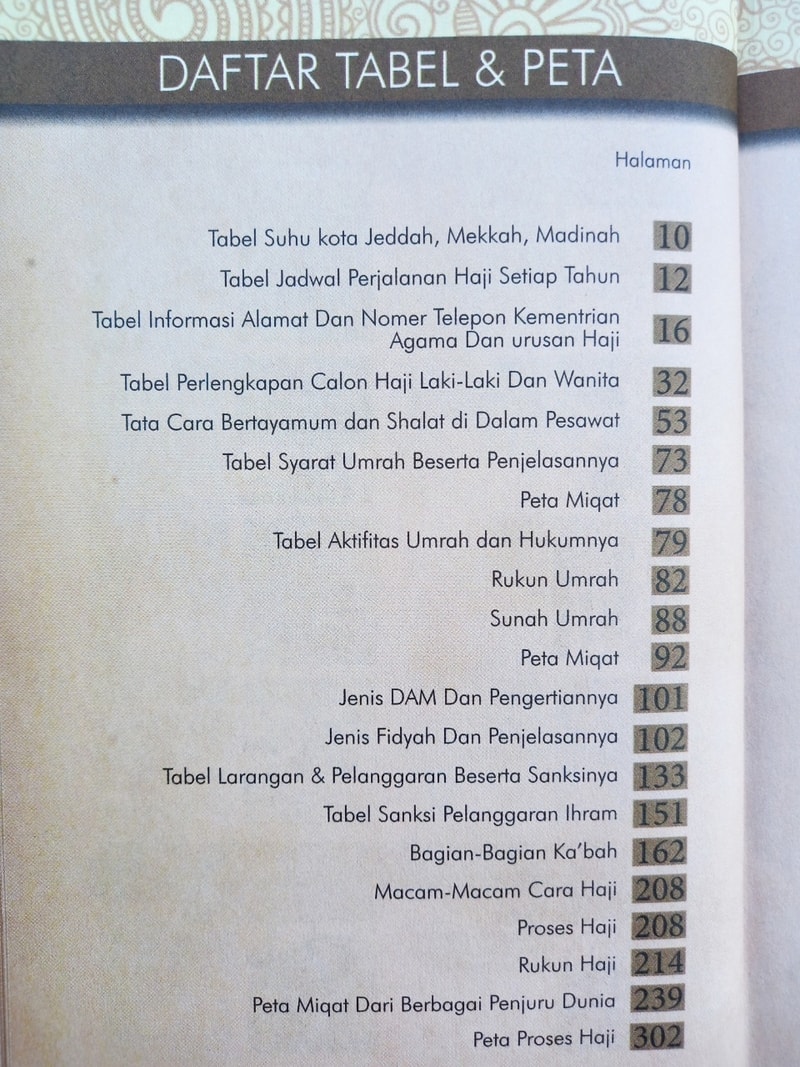 DAFTAR TABEL & PETA
Halaman
Tabel Suhu kota Jeddah, Mekkah, Madinah 10
Tabel Jadwal Perjalanan Haji Setiap Tahun 12
Tabel Informasi Alamat Dan Nomer Telepon Kementrian
Agama Dan urusan Haji 16
Tabel Perlengkapan Calon Haji Laki-Laki Dan Wanita 32
Tata Cara Bertayamum dan Shalat di Dalam Pesawat 53
Tabel Syarat Umrah Beserta Penjelasannya 73
Peta Miqat 78
Tabel Aktifitas Umrah dan Hukumnya 79
Rukun Umrah 82
Sunah Umrah 88
Peta Miqat 92
Jenis DAM Dan Pengertiannya 101
Jenis Fidyah Dan Penjelasannya 102
Tabel Larangan & Pelanggaran Beserta Sanksinya 133
Tabel Sanksi Pelanggaran Ihram 151
Bagian-Bagian Ka'bah 162
Macam-Macam Cara Haji 208
Proses Haji 208
Rukun Haji 214
Peta Miqat Dari Berbagai Penjuru Dunia 239
Peta Proses Haji 302